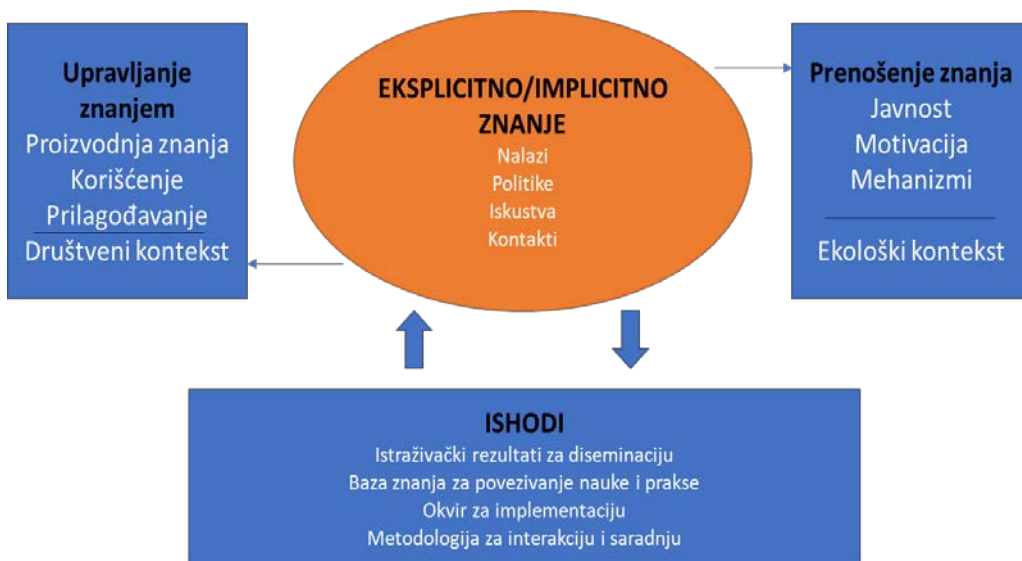 Upravljanje
znanjem
Proizvodnja znanja
Korišćenje
Prilagođavanje
Društveni kontekst
EKSPLICITNO/IMPLICITNO
ZNANJE
Nalazi
Politike
Iskustva
Kontakti
Prenošenje znanja
Javnost
Motivacija
Mehanizmi
Ekološki kontekst
ISHODI
Istraživački rezultati za diseminaciju
Baza znanja za povezivanje nauke i prakse
Okvir za implementaciju
Metodologija za interakciju i saradnju